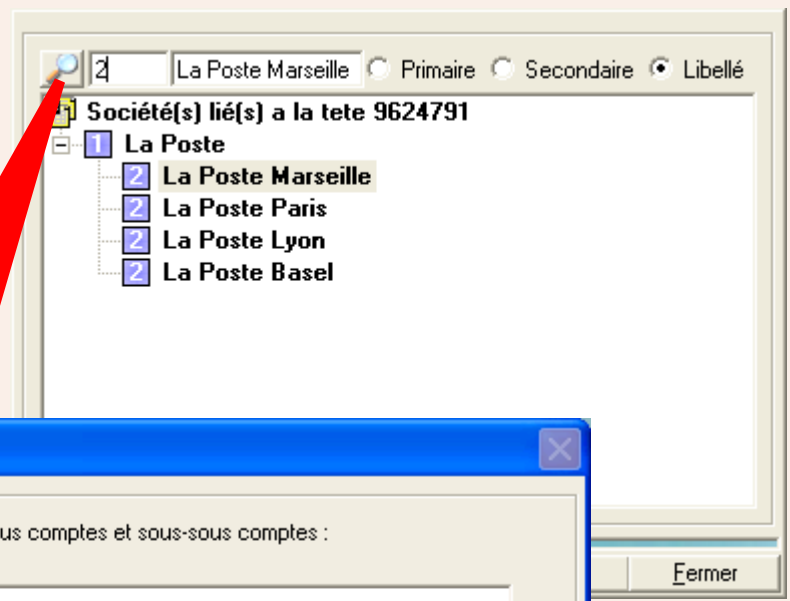 2 La Poste Marseille Primaire Secondaire Libellé
Société(s) lié(s) a la tete 9624791
1 La Poste
2 La Poste Marseille
2 La Poste Paris
2 La Poste Lyon
2 La Poste Basel
us comptes et sous-sous comptes :
Fermer